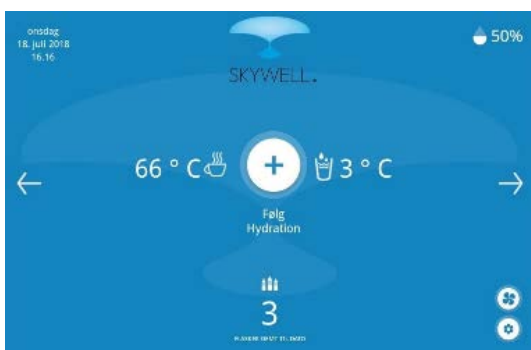 onsdag
18. juli 2018
16.16
50%
SKYWELL.
66 ° C
3 ° C
Følg
Hydration
3